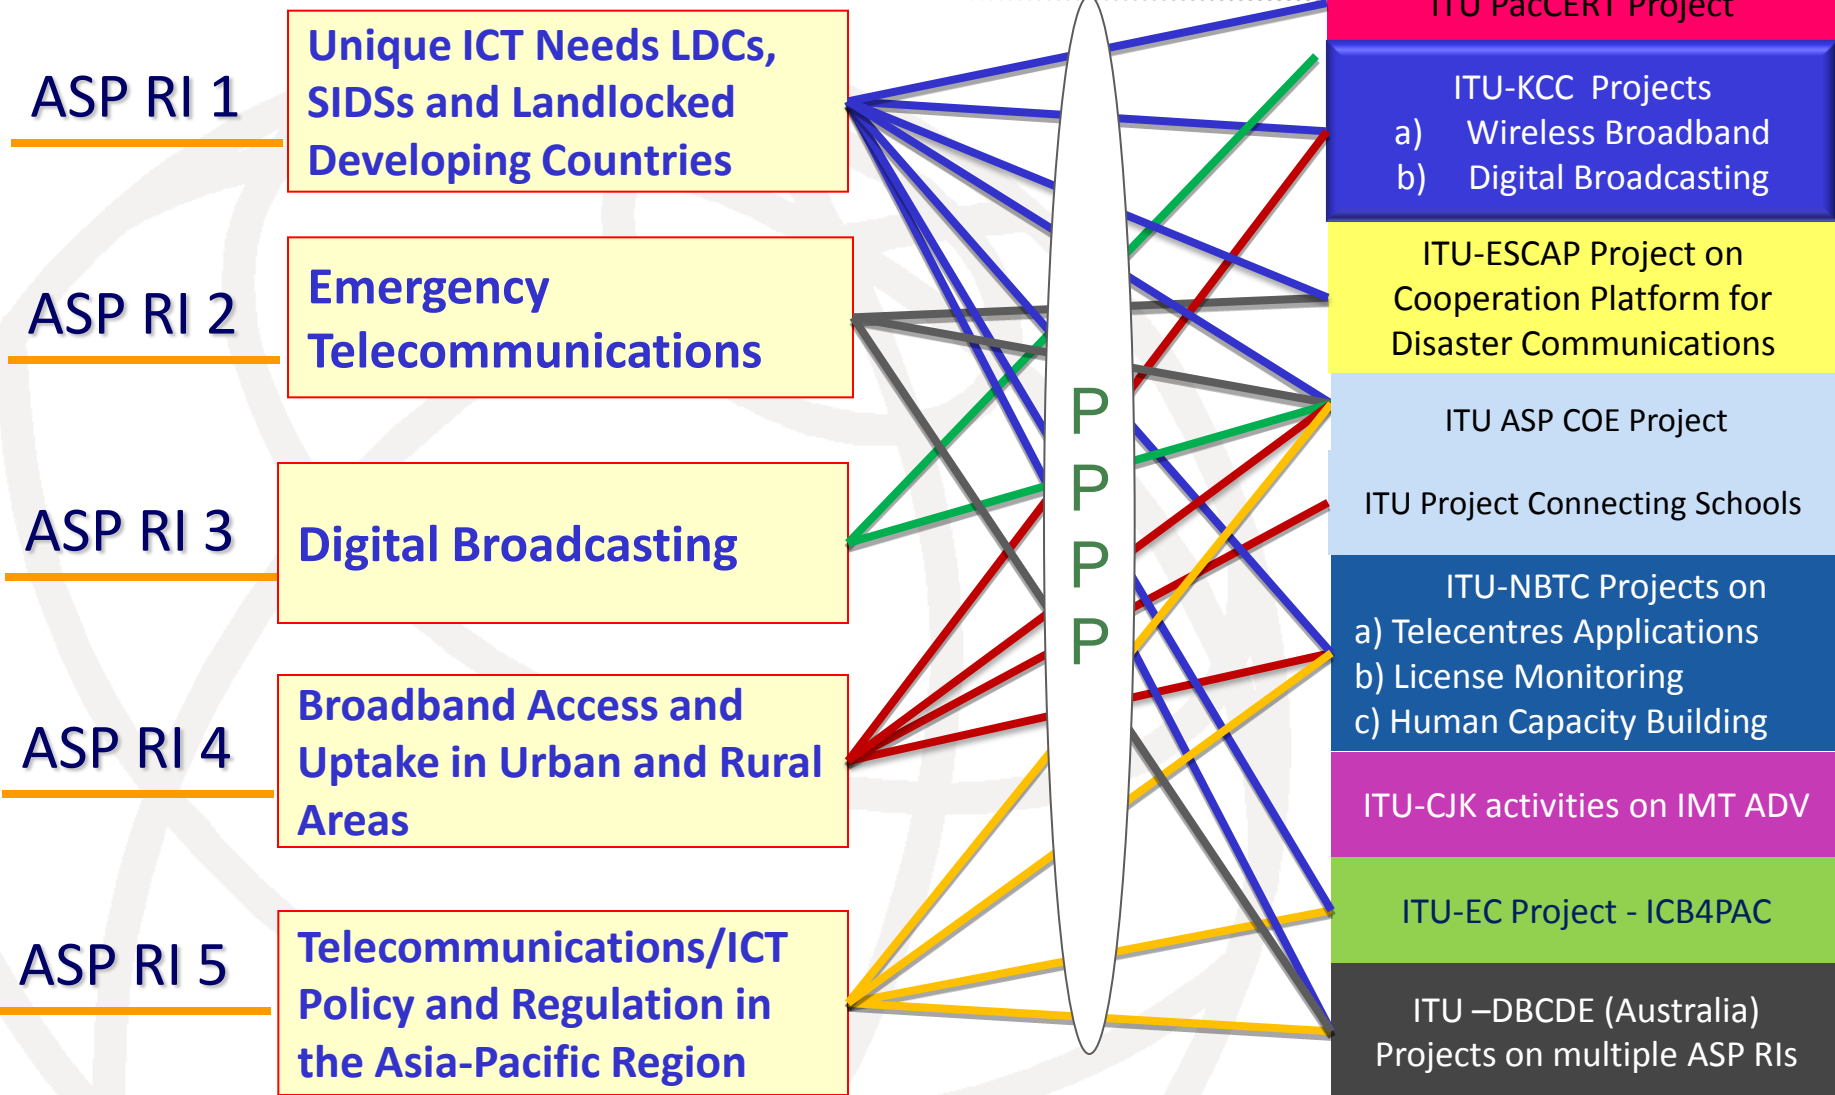 ASP RI 1
Unique ICT Needs LDCs,
SIDSs and Landlocked
Developing Countries
ASP RI 2
Emergency
Telecommunications
ASP RI 3
Digital Broadcasting
ASP RI 4
Broadband Access and
Uptake in Urban and Rural
Areas
ASP RI 5
Telecommunications/ICT
Policy and Regulation in
the Asia-Pacific Region
P
P
P
P
ITU PacCERT Project
ITU-KCC Projects
a) Wireless Broadband
b) Digital Broadcasting
ITU-ESCAP Project on
Cooperation Platform for
Disaster Communications
ITU ASP COE Project
ITU Project Connecting Schools
ITU-NBTC Projects on
a) Telecentres Applications
b) License Monitoring
c) Human Capacity Building
ITU-CJK activities on IMT ADV
ITU-EC Project - ICB4PAC
ITU –DBCDE (Australia)
Projects on multiple ASP RIs